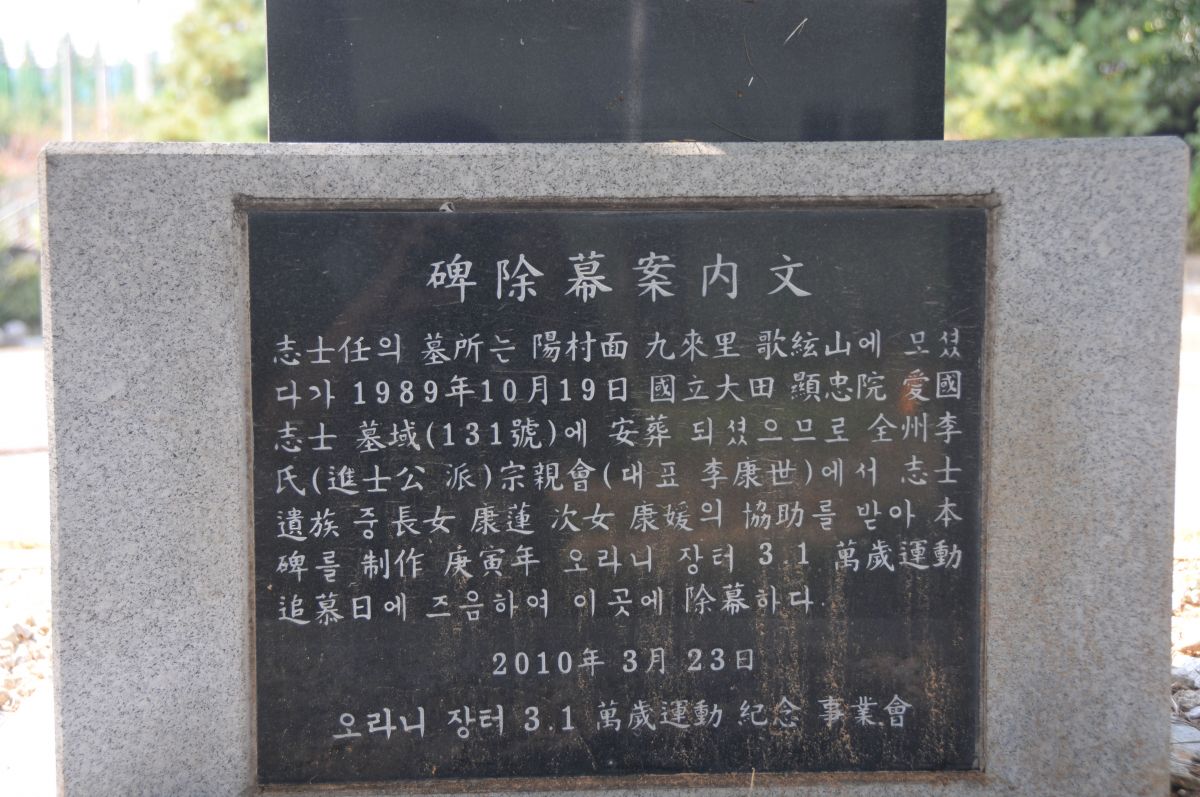 碑除幕案内文
志士任의 墓所는 陽村面 九來里 歌絃山에 모셨
다가 1989年10月19日 國立大田 顯忠院 愛國
志士 墓域(131號)에 安葬 되셨으므로 全州李
氏(進士公 派)宗親會(대표 李康世)에서 志士
遺族 중 長女 康蓮 次女 康媛의 協助를 받아 本
碑를 制作 庚寅年 오라니 장터 3.1 萬歲運動
追慕日에 즈음하여 이곳에 除幕하다.
2010年 3月 23日
오라니 장터 3.1 萬歲運動 紀念 事業會